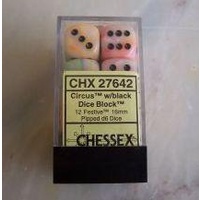 CHX 27642
Circus™ w/black
Dice Block™
12 Festive™ 16mm
Pipped d6 Dice
CHESSEX